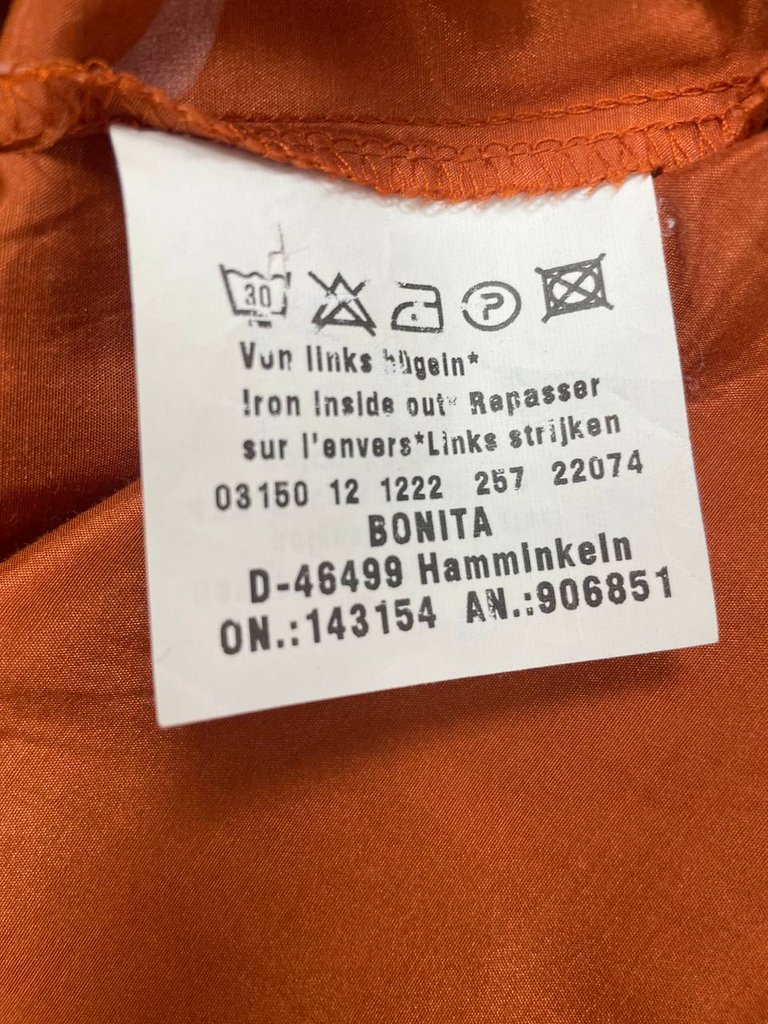 30
P
Von links bügeln*
Iron inside out* Repasser
sur l'envers*Links strijken
03150 12 1222 257 22074
BONITA
D-46499 Hamminkeln
ON.:143154 AN.:906851